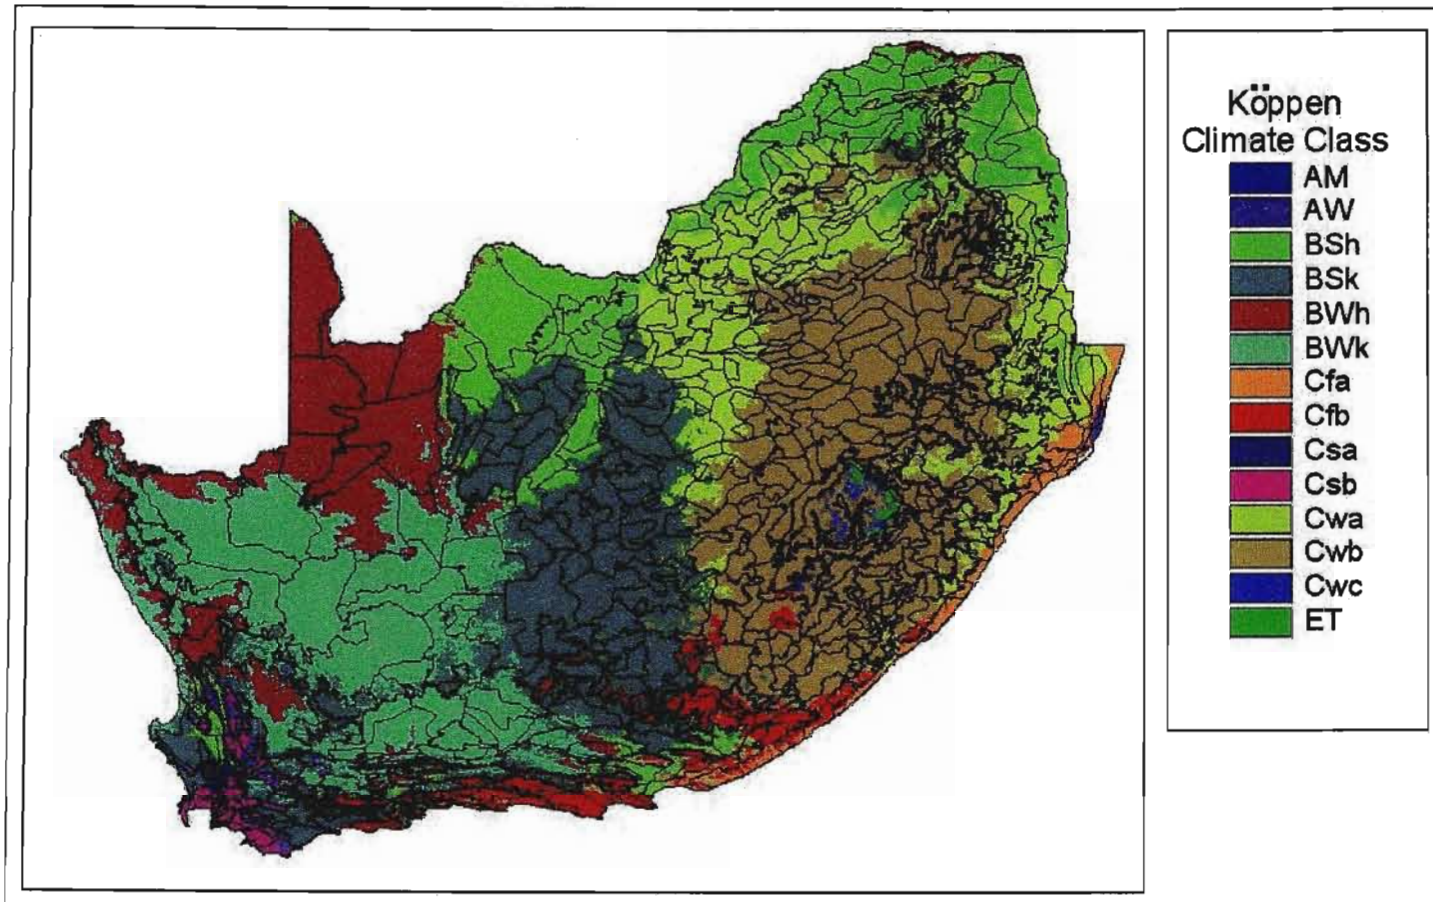 Köppen
Climate Class
AM
AW
BSh
BSk
BWh
BWk
Cfa
Cfb
Csa
Csb
Cwa
Cwb
Cwc
ET